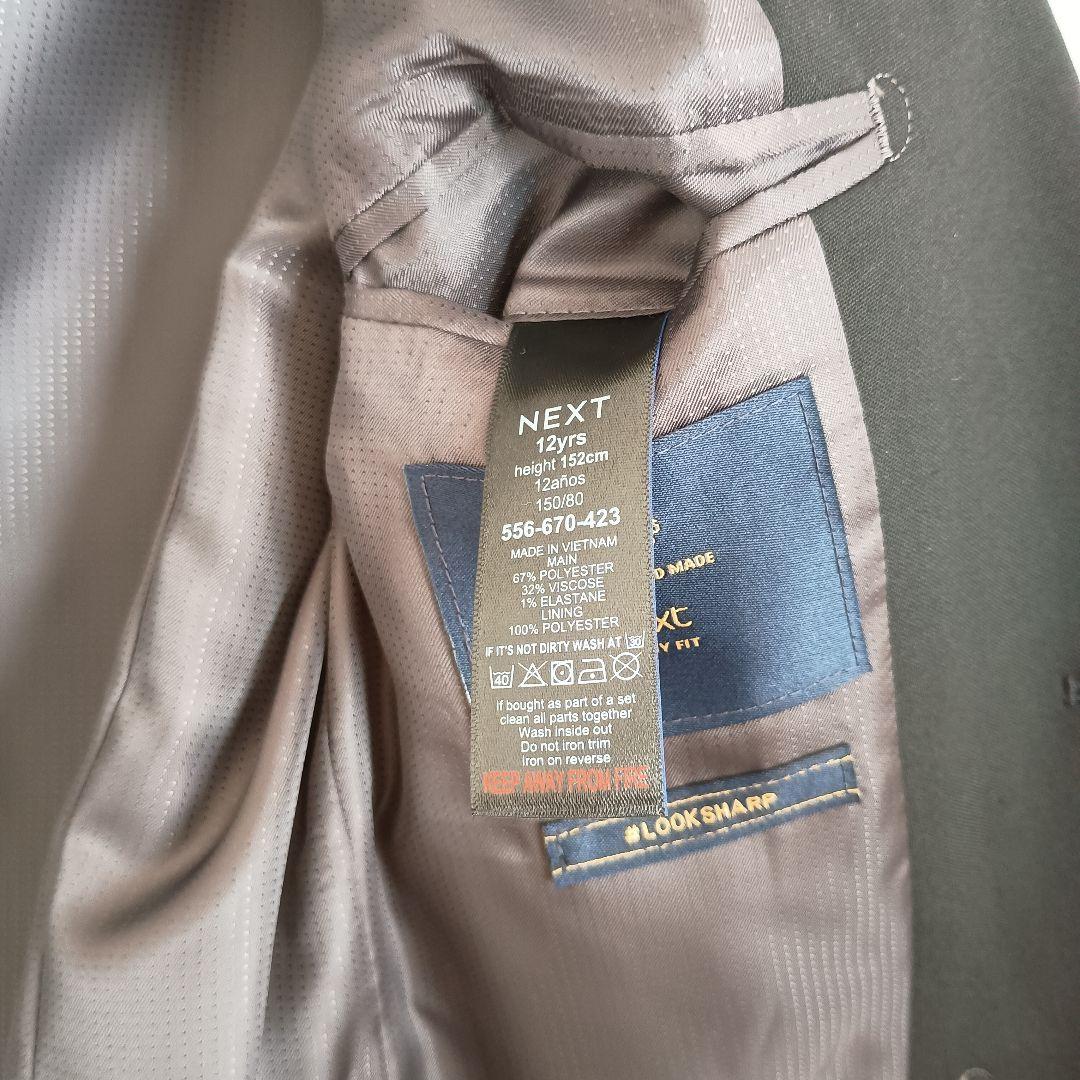 NEXT
12yrs
height 152cm
12años
150/80
556-670-423
MADE IN VIETNAM
MAIN
67% POLYESTER
32% VISCOSE
1% ELASTANE
LINING
100% POLYESTER
IF IT'S NOT DIRTY WASH AT 30
40
If bought as part of a set
clean all parts together
Wash inside out
Do not iron trim
Iron on reverse
KEEP AWAY FROM FIRE
MADE
FIT
#LOOKSHARP